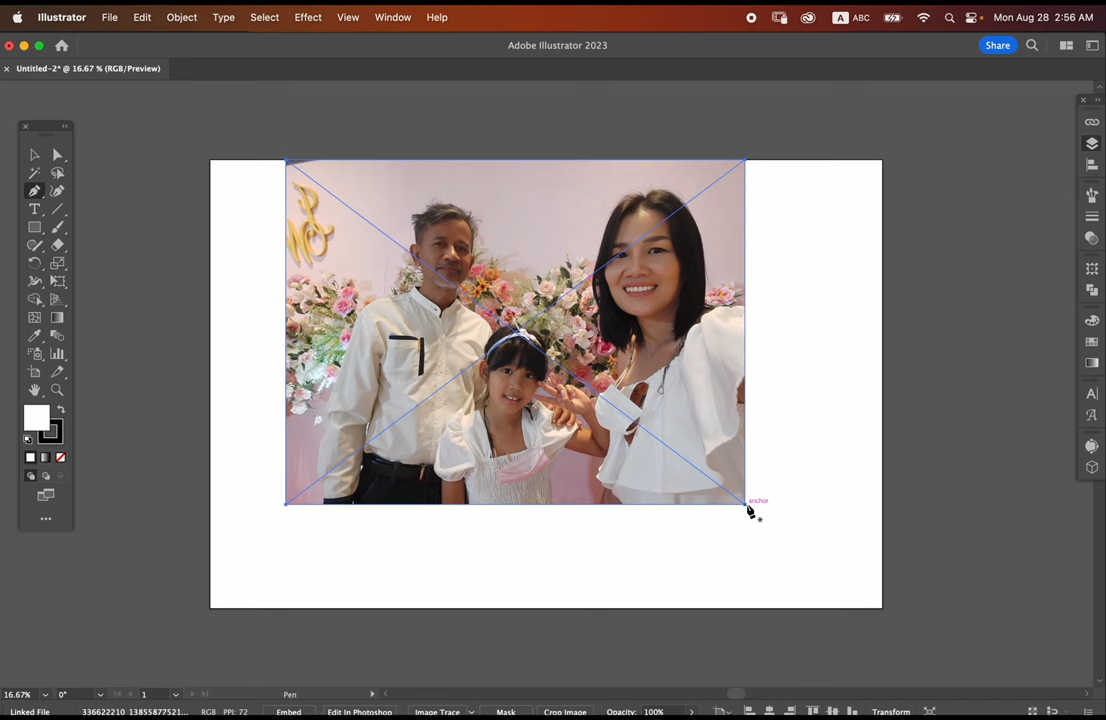 Illustrator File Edit Object Type Select Effect View Window Help A ABC Mon Aug 28 2:56 AM
Adobe Illustrator 2023 Share
× Untitled-2* @ 16.67 % (RGB/Preview)
anchor
16.67% 0° 1 Pen
Linked File 336622210_13855877521... RGB PPI: 72 Embed Edit In Photoshop Image Trace Mask Crop Image Opacity: 100% Transform